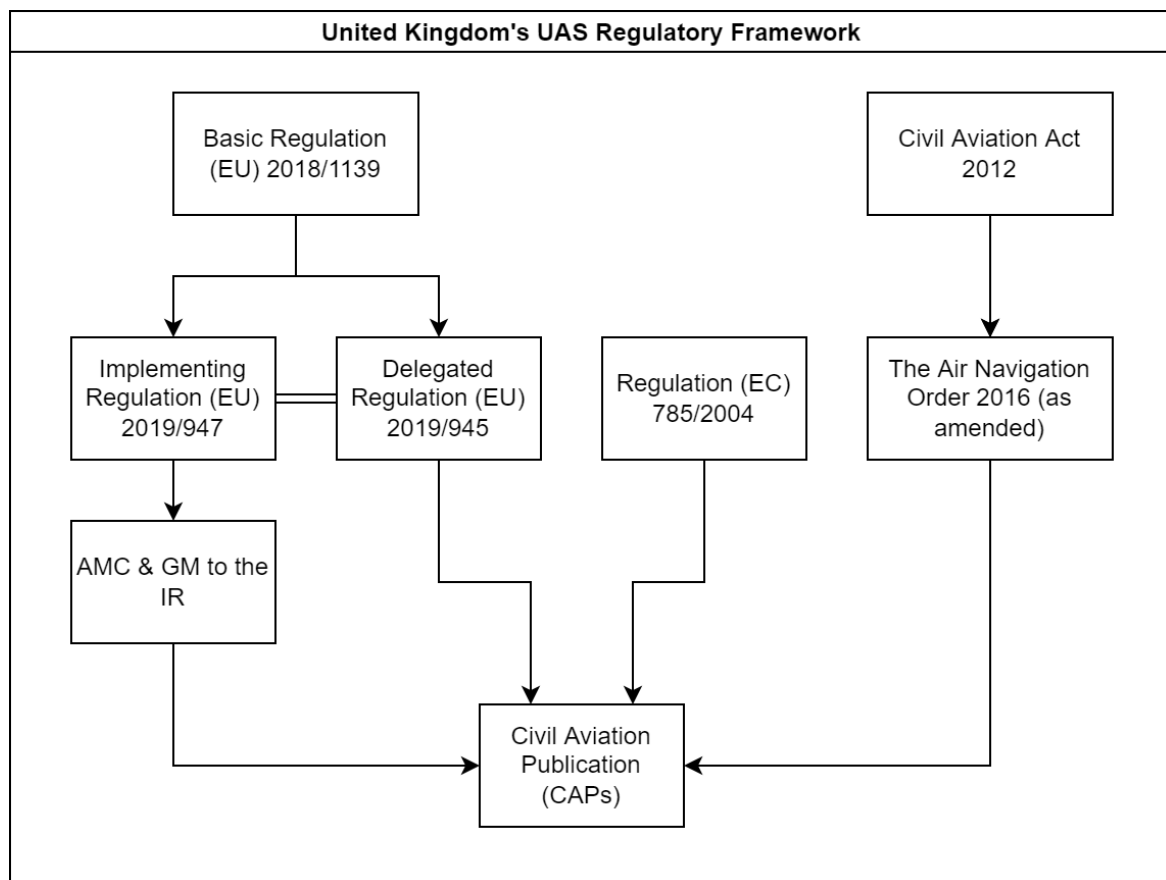 United Kingdom's UAS Regulatory Framework
Basic Regulation
(EU) 2018/1139
Civil Aviation Act
2012
Implementing
Regulation (EU)
2019/947
Delegated
Regulation (EU)
2019/945
Regulation (EC)
785/2004
The Air Navigation
Order 2016 (as
amended)
AMC & GM to the
IR
Civil Aviation
Publication
(CAPs)